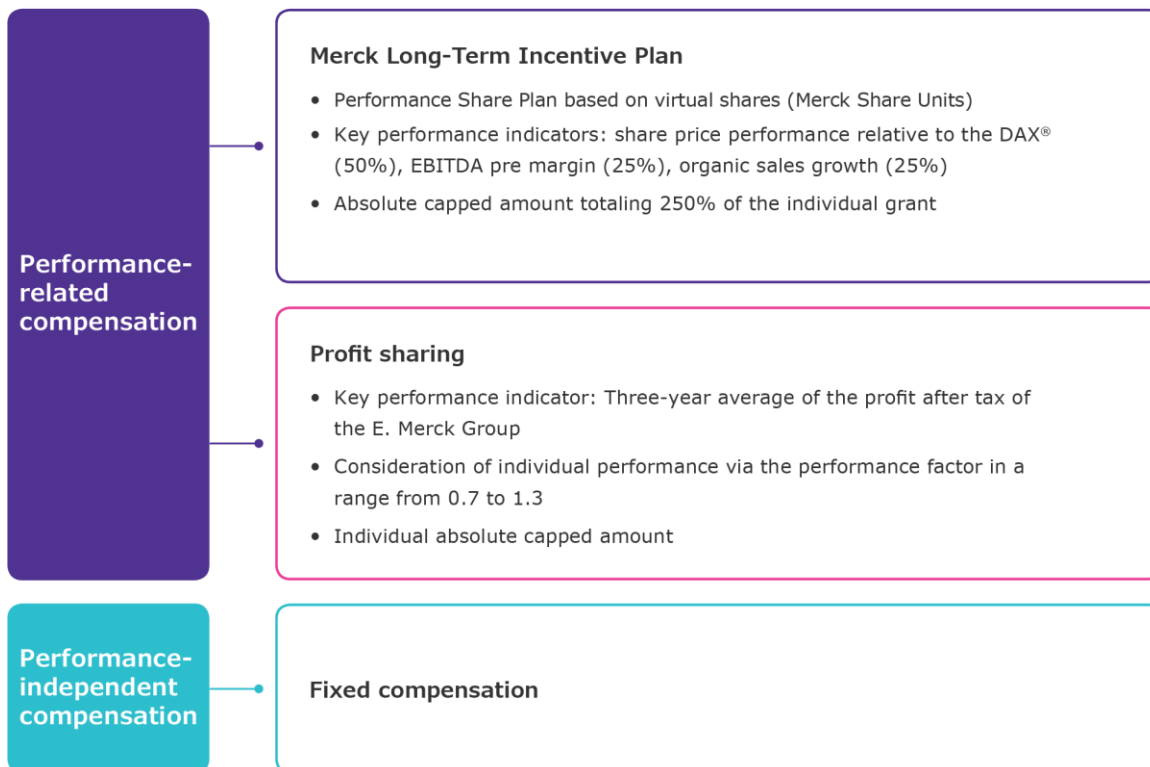 Performance-
related
compensation
Merck Long-Term Incentive Plan
• Performance Share Plan based on virtual shares (Merck Share Units)
• Key performance indicators: share price performance relative to the DAX®
(50%), EBITDA pre margin (25%), organic sales growth (25%)
• Absolute capped amount totaling 250% of the individual grant
Profit sharing
• Key performance indicator: Three-year average of the profit after tax of
the E. Merck Group
• Consideration of individual performance via the performance factor in a
range from 0.7 to 1.3
• Individual absolute capped amount
Performance-
independent
compensation
Fixed compensation